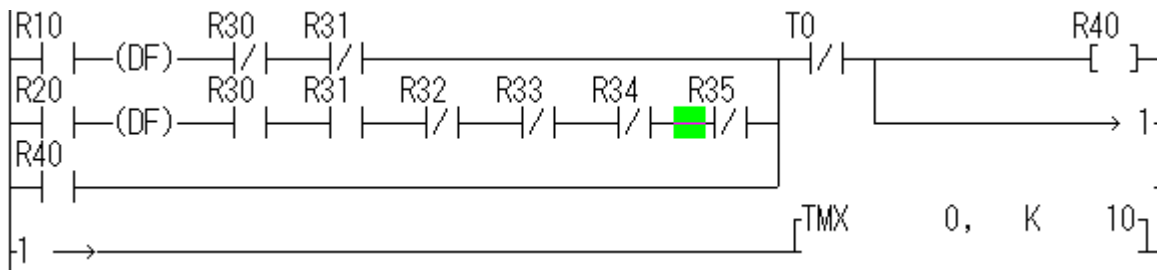 R10 R30 R31 T0 R40
(DF)
R20 R30 R31 R32 R33 R34 R35
(DF) 1
R40
TMX 0, K 10
1